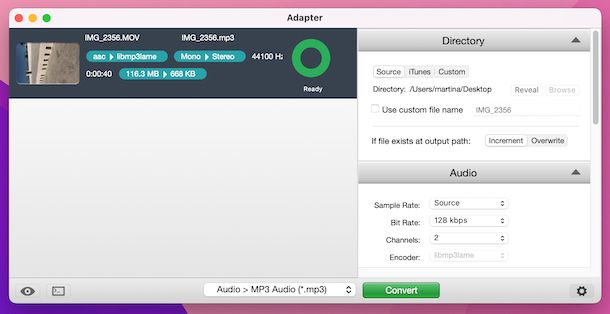 Adapter
IMG_2356.MOV IMG_2356.mp3
aac libmp3lame Mono Stereo 44100 Hz
0:00:40 116.3 MB 668 KB
Ready
Directory
Source iTunes Custom
Directory: /Users/martina/Desktop Reveal Browse
Use custom file name IMG_2356
If file exists at output path: Increment Overwrite
Audio
Sample Rate: Source
Bit Rate: 128 kbps
Channels: 2
Encoder: libmp3lame
Audio > MP3 Audio (*.mp3) Convert